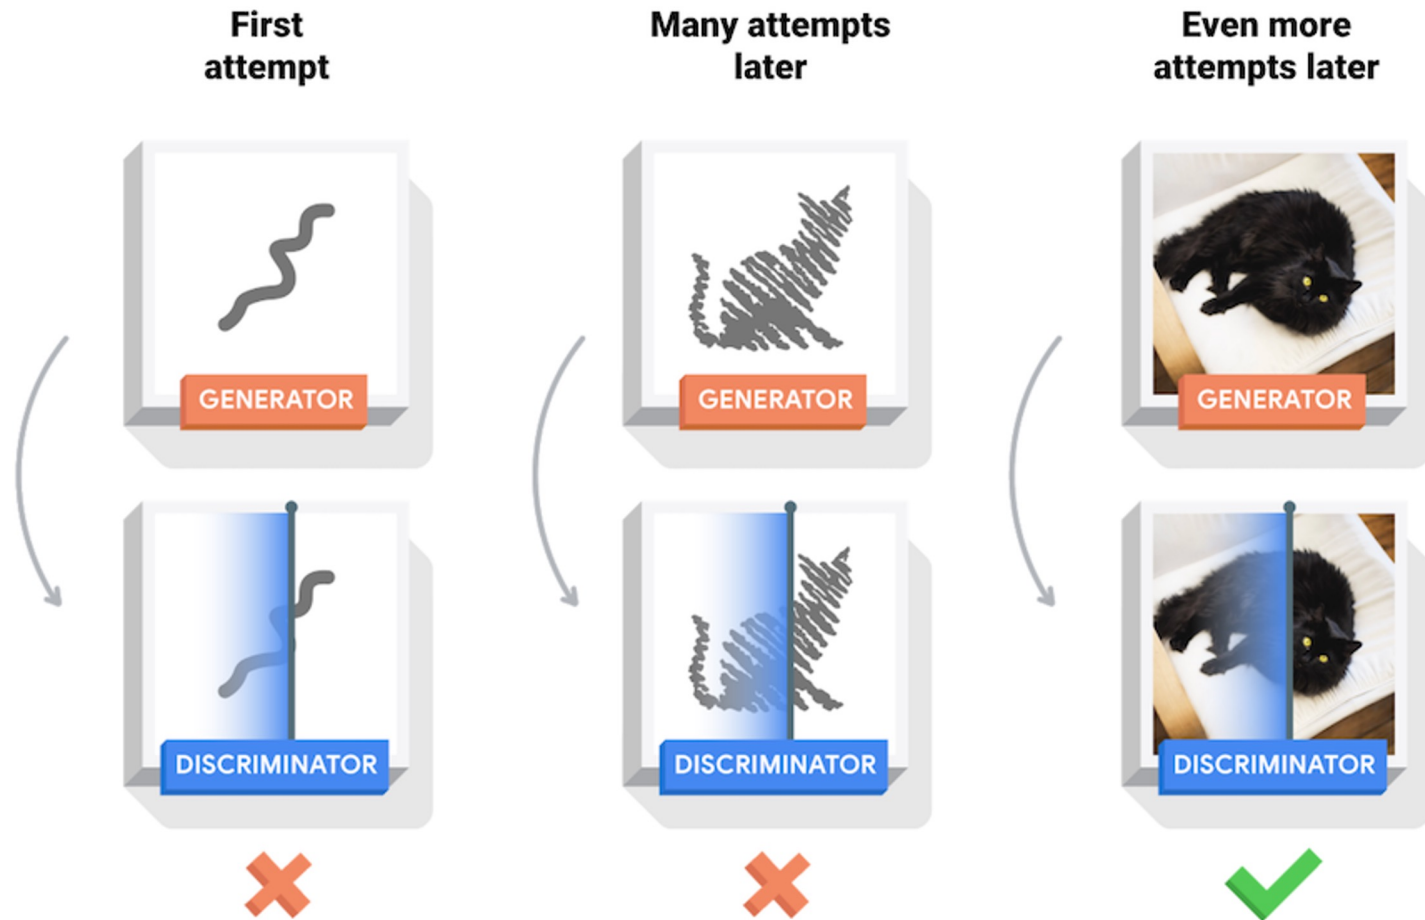 First
attempt
Many attempts
later
Even more
attempts later
GENERATOR
GENERATOR
GENERATOR
DISCRIMINATOR
DISCRIMINATOR
DISCRIMINATOR